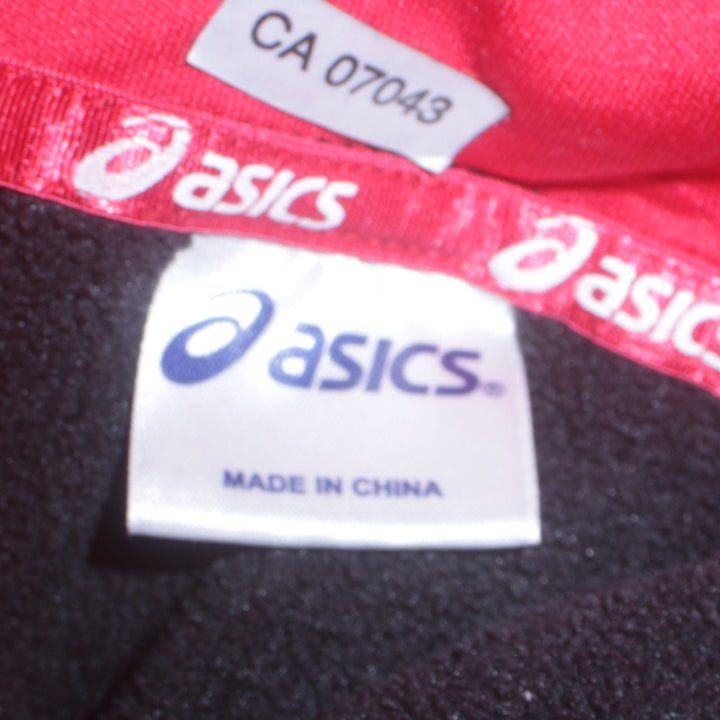 CA 07043
asics
asics
asics®
MADE IN CHINA